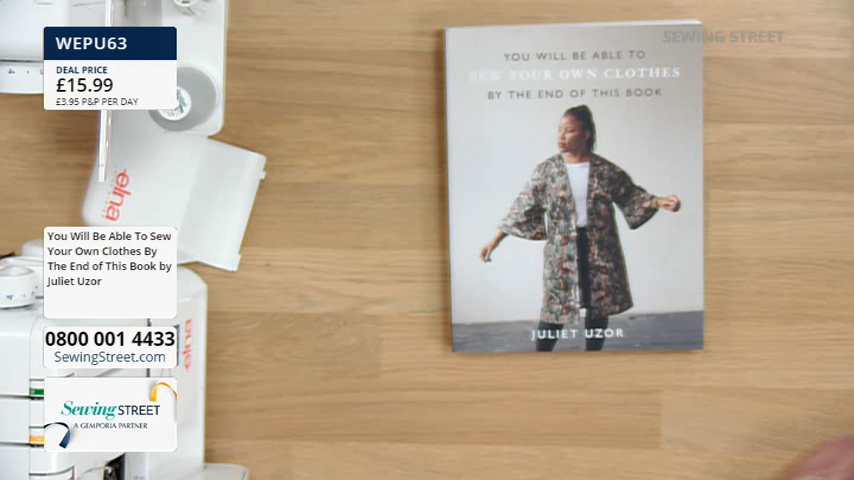 WEPU63
DEAL PRICE
£15.99
£3.95 P&P PER DAY
elna
You Will Be Able To Sew
Your Own Clothes By
The End of This Book by
Juliet Uzor
0800 001 4433
SewingStreet.com
Sewing STREET
A GEMPORIA PARTNER
elna
SEWING STREET
YOU WILL BE ABLE TO
SEW YOUR OWN CLOTHES
BY THE END OF THIS BOOK
JULIET UZOR